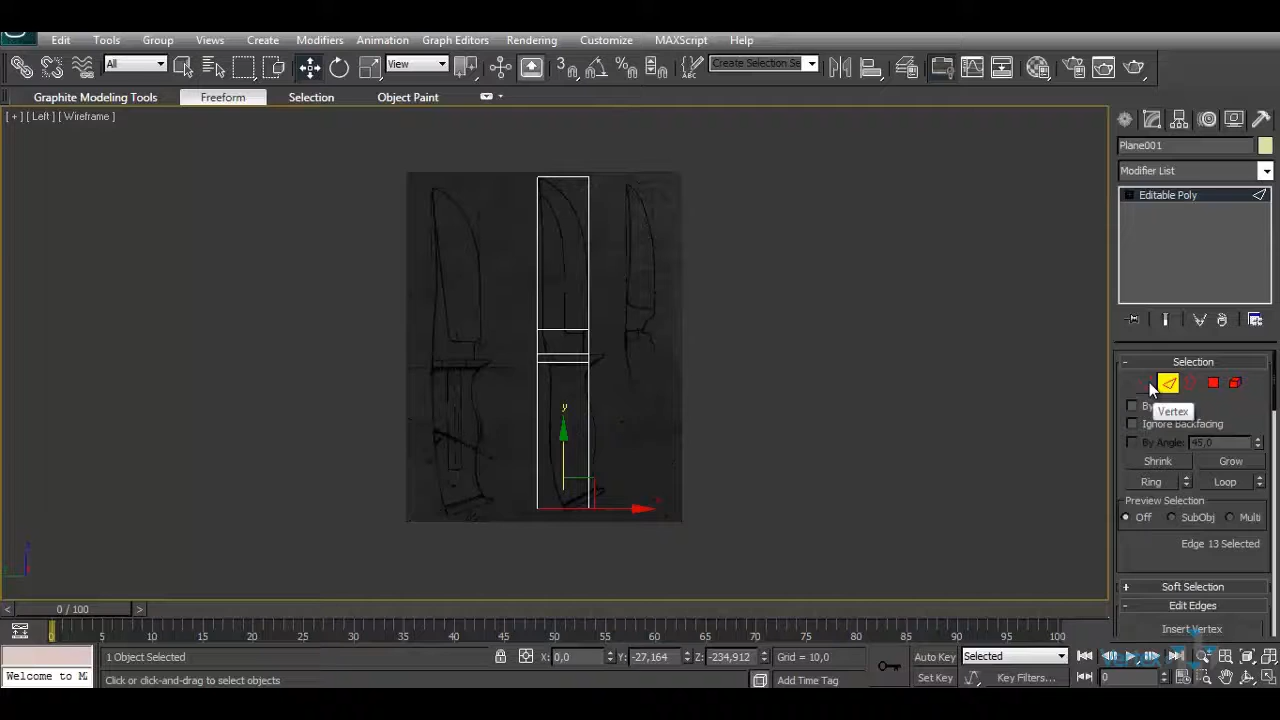 Edit Tools Group Views Create Modifiers Animation Graph Editors Rendering Customize MAXScript Help
All View Create Selection Se
Graphite Modeling Tools Freeform Selection Object Paint
[ + ] [ Left ] [ Wireframe ]
Plane001
Modifier List
Editable Poly
Selection
By
Vertex
Ignore Backfacing
By Angle: 45,0
Shrink Grow
Ring Loop
Preview Selection
Off SubObj Multi
Edge 13 Selected
Soft Selection
Edit Edges
Insert Vertex
y
x
< 0 / 100 >
0 5 10 15 20 25 30 35 40 45 50 55 60 65 70 75 80 85 90 95 100
1 Object Selected X: 0,0 Y: -27,164 Z: -234,912 Grid = 10,0 Auto Key Selected
Welcome to M Click or click-and-drag to select objects Add Time Tag Set Key Key Filters... 0